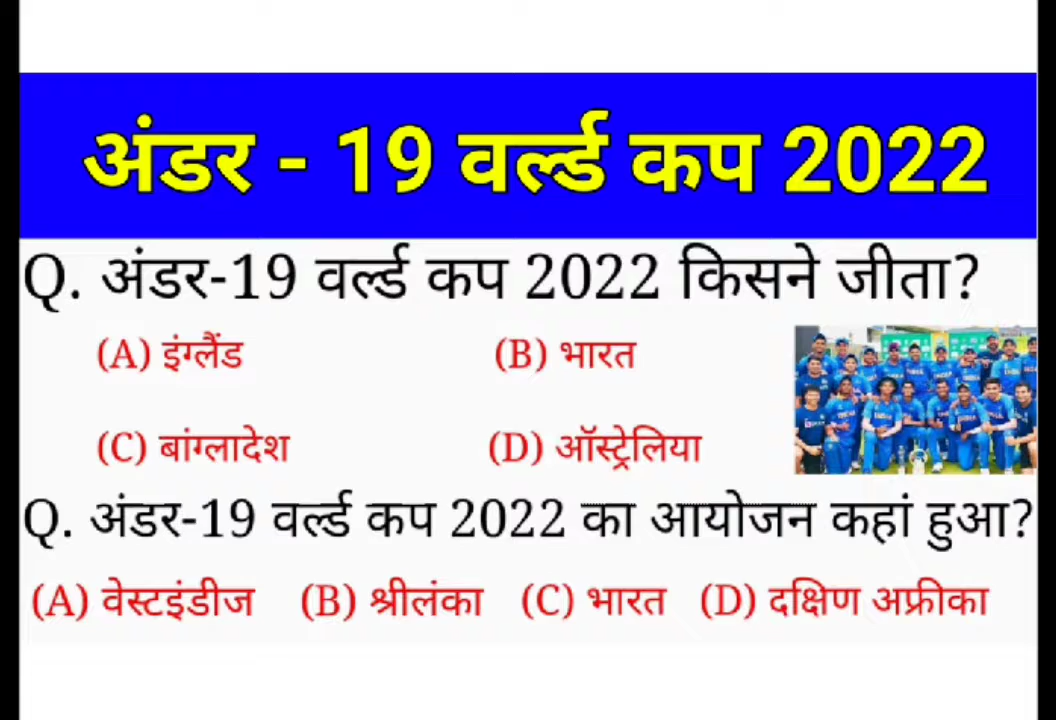 अंडर - 19 वर्ल्ड कप 2022
Q. अंडर-19 वर्ल्ड कप 2022 किसने जीता?
(A) इंग्लैंड (B) भारत
(C) बांग्लादेश (D) ऑस्ट्रेलिया
Q. अंडर-19 वर्ल्ड कप 2022 का आयोजन कहां हुआ?
(A) वेस्टइंडीज (B) श्रीलंका (C) भारत (D) दक्षिण अफ्रीका